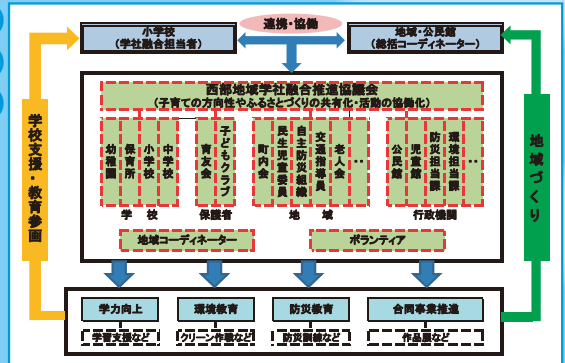 小学校
(学社融合担当者)
連携・協働
地域・公民館
(総括コーディネーター)
西部地域学社融合推進協議会
(子育ての方向性やふるさとづくりの共有化・活動の協働化)
幼稚園
保育所
小学校
中学校
育友会
子どもクラブ
町内会
民生児童委員
自主防災組織
交通指導員
老人会
‥
公民館
児童館
防災担当課
環境担当課
‥
学校
保護者
地域
行政機関
地域コーディネーター
ボランティア
学校支援・教育参画
地域づくり
学力向上
環境教育
防災教育
合同事業推進
学習支援など
クリーン作戦など
防災訓練など
作品展など